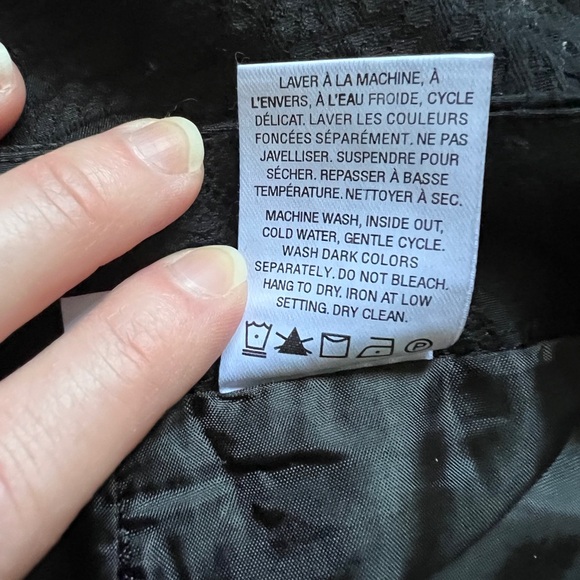 LAVER À LA MACHINE, À
L'ENVERS, À L'EAU FROIDE, CYCLE
DÉLICAT. LAVER LES COULEURS
FONCÉES SÉPARÉMENT. NE PAS
JAVELLISER. SUSPENDRE POUR
SÉCHER. REPASSER À BASSE
TEMPÉRATURE. NETTOYER À SEC.
MACHINE WASH, INSIDE OUT,
COLD WATER, GENTLE CYCLE.
WASH DARK COLORS
SEPARATELY. DO NOT BLEACH.
HANG TO DRY. IRON AT LOW
SETTING. DRY CLEAN.
P